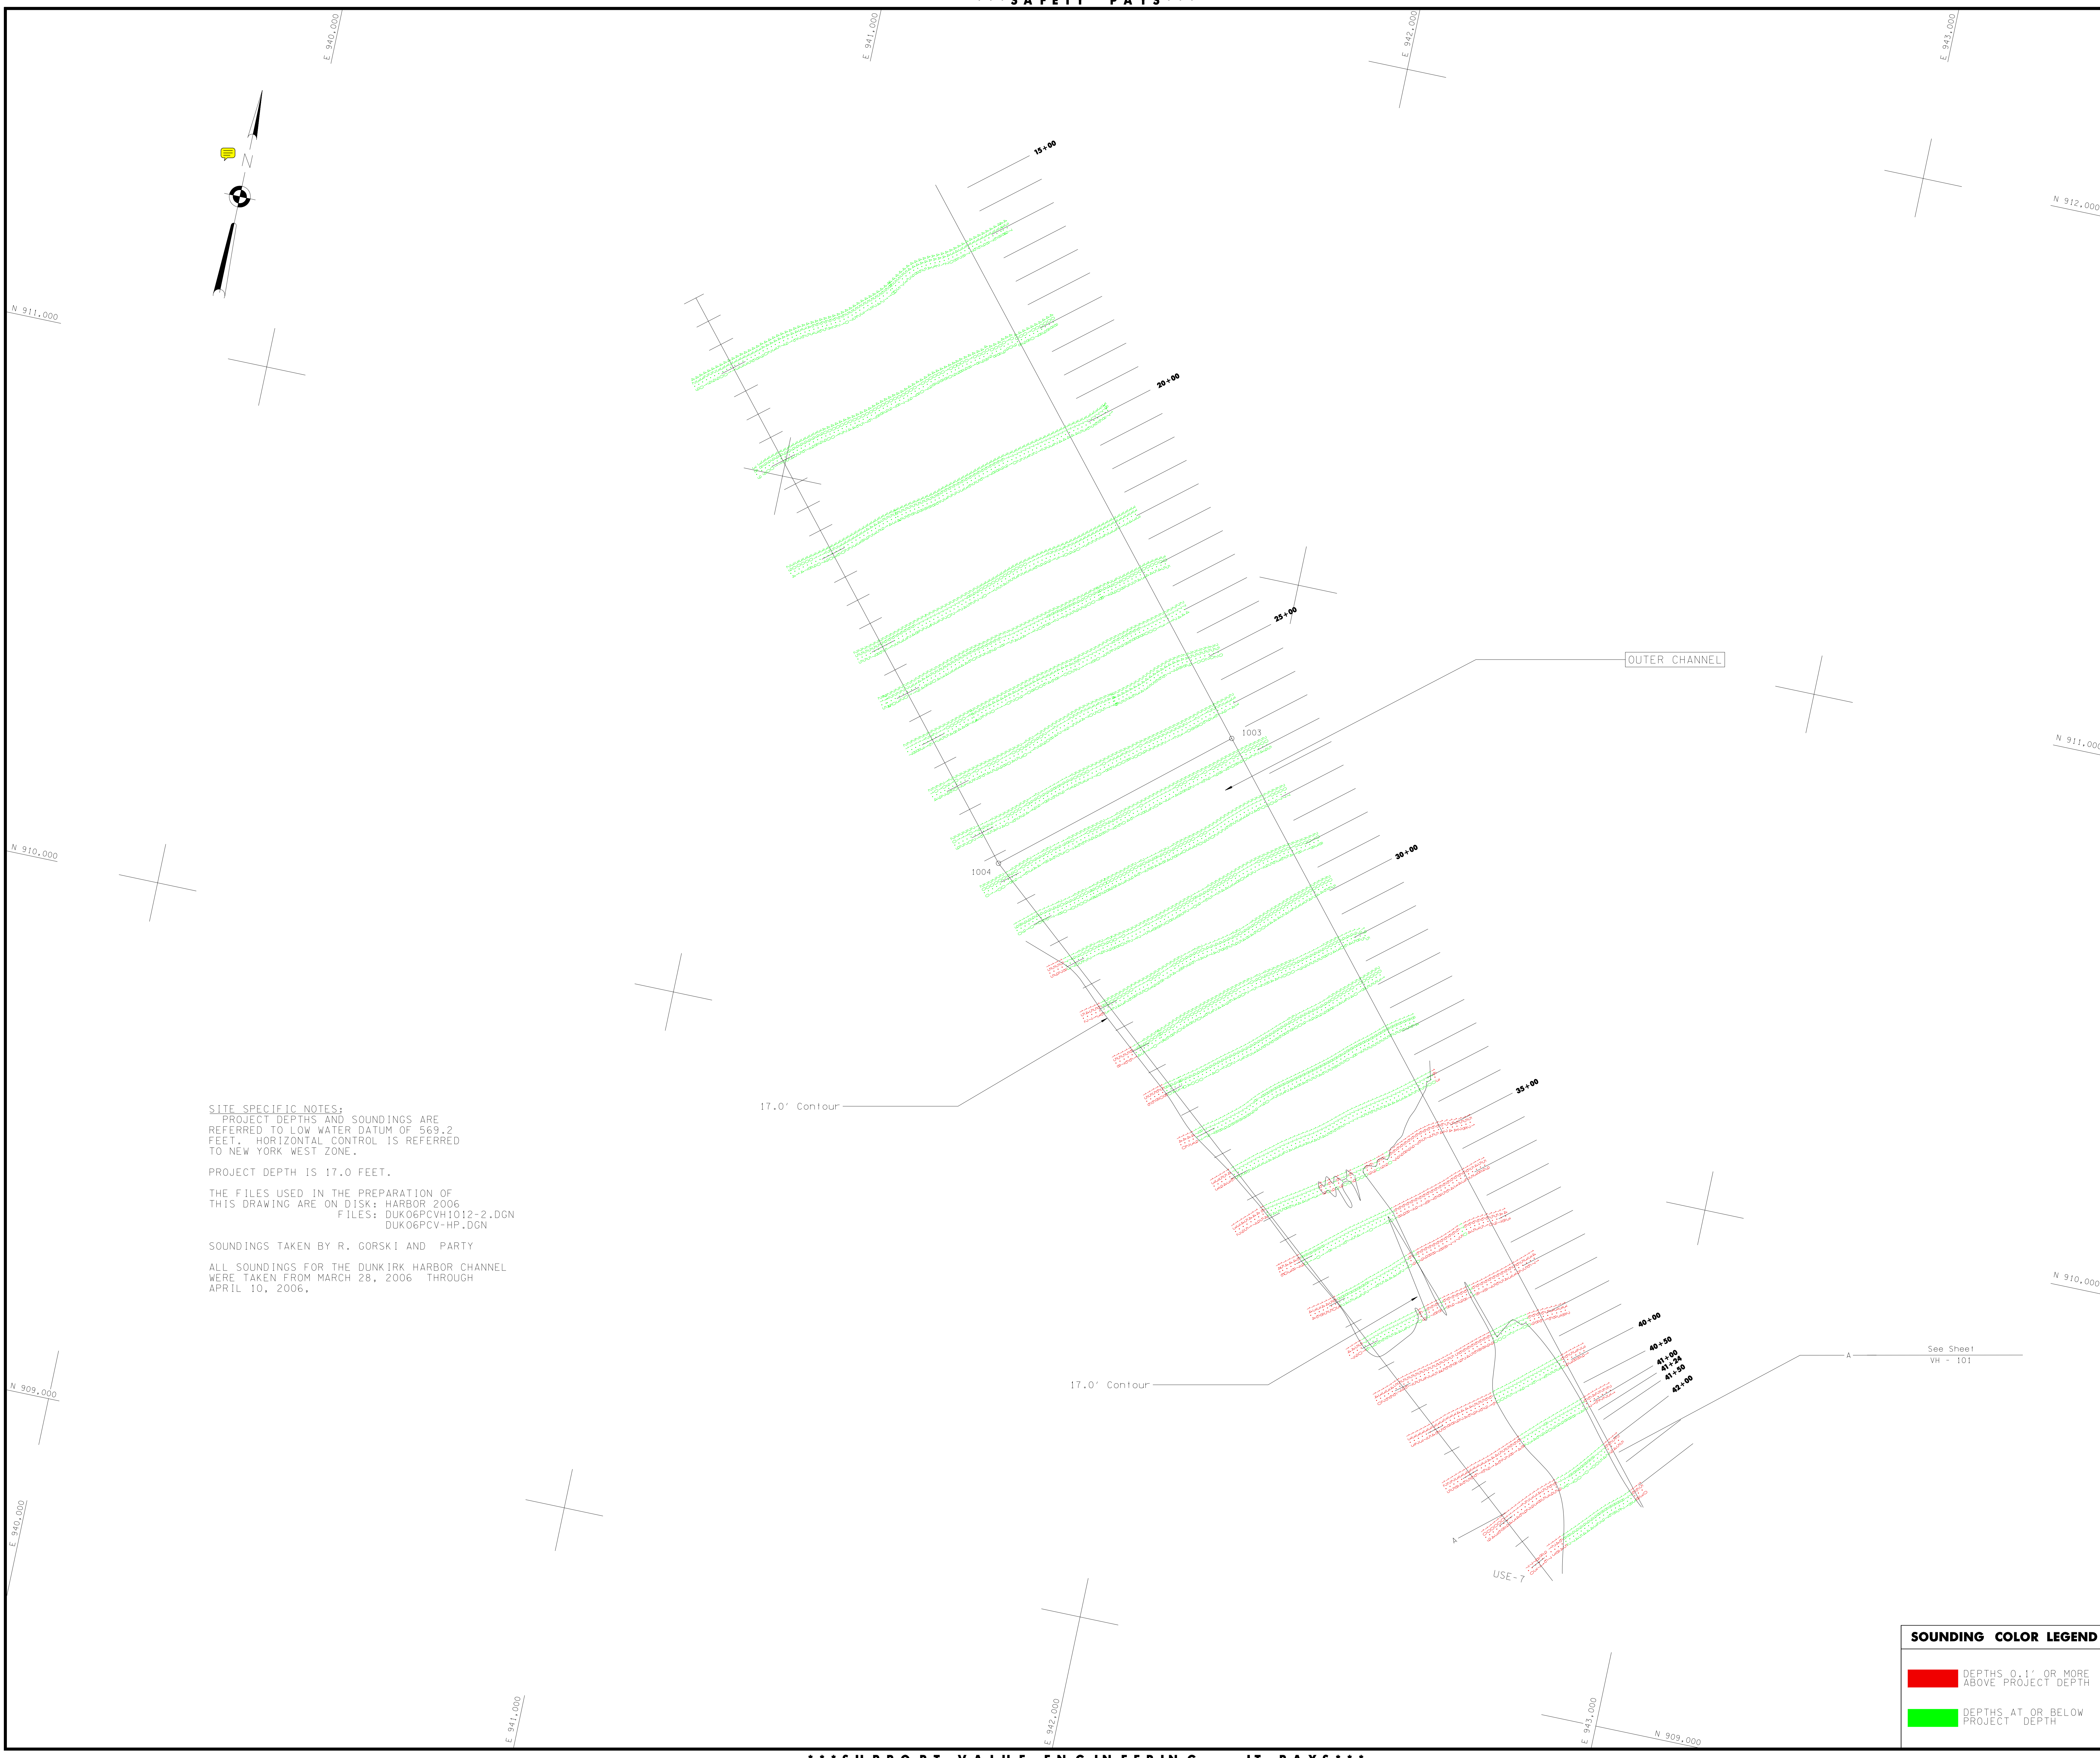 ***SAFETY PAYS***
E 940,000
E 941,000
E 942,000
E 943,000
N
N 912,000
15+00
N 911,000
20+00
25+00
OUTER CHANNEL
1003
N 911,000
N 910,000
30+00
1004
35+00
17.0' Contour
SITE SPECIFIC NOTES:
PROJECT DEPTHS AND SOUNDINGS ARE
REFERRED TO LOW WATER DATUM OF 569.2
FEET. HORIZONTAL CONTROL IS REFERRED
TO NEW YORK WEST ZONE.
PROJECT DEPTH IS 17.0 FEET.
THE FILES USED IN THE PREPARATION OF
THIS DRAWING ARE ON DISK: HARBOR 2006
FILES: DUK06PCVH1012-2.DGN
DUK06PCV-HP.DGN
SOUNDINGS TAKEN BY R. GORSKI AND PARTY
ALL SOUNDINGS FOR THE DUNKIRK HARBOR CHANNEL
WERE TAKEN FROM MARCH 28, 2006 THROUGH
APRIL 10, 2006.
N 910,000
40+00
40+50
41+00
41+24
41+50
42+00
A
See Sheet
VH - 101
17.0' Contour
N 909,000
A
USE-7
E 940,000
E 941,000
E 942,000
E 943,000
N 909,000
SOUNDING COLOR LEGEND
DEPTHS 0.1' OR MORE
ABOVE PROJECT DEPTH
DEPTHS AT OR BELOW
PROJECT DEPTH
***SUPPORT VALUE ENGINEERING - IT PAYS***